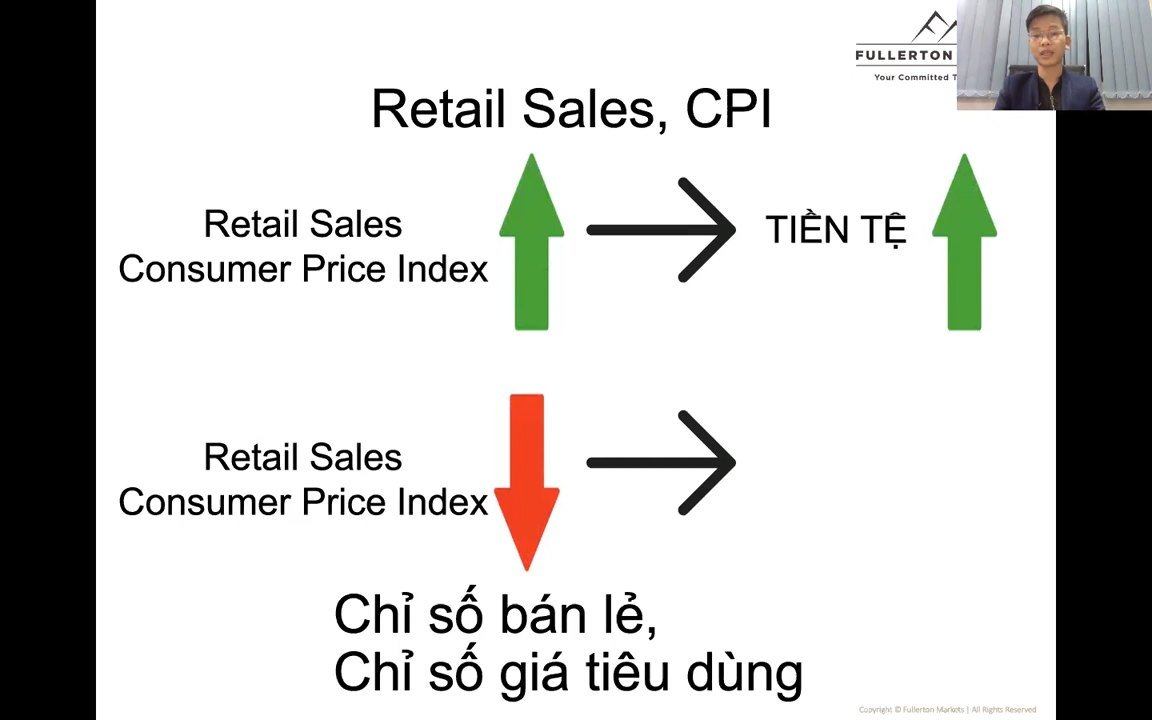 FULLERTON
Your Committed
Retail Sales, CPI
Retail Sales
Consumer Price Index
TIỀN TỆ
Retail Sales
Consumer Price Index
Chỉ số bán lẻ,
Chỉ số giá tiêu dùng
Copyright © Fullerton Markets | All Rights Reserved